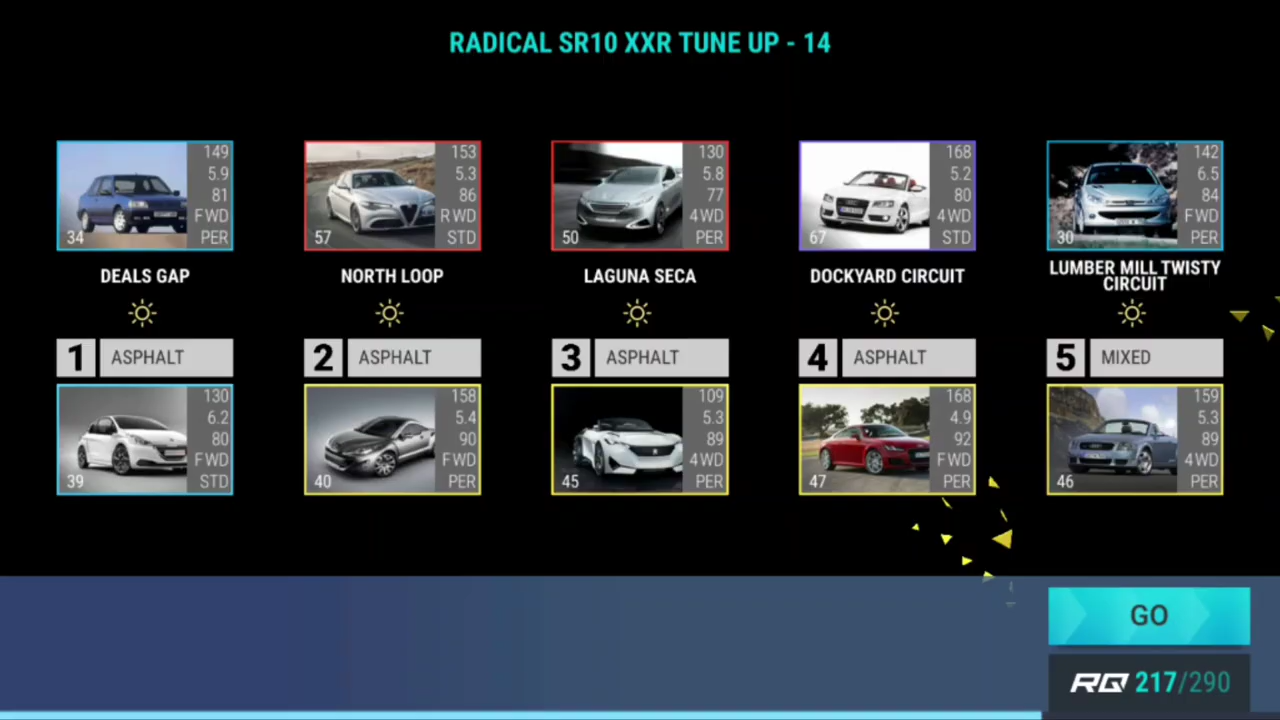 RADICAL SR10 XXR TUNE UP - 14
149
5.9
81
FWD
34 PER
153
5.3
86
RWD
57 STD
130
5.8
77
4WD
50 PER
168
5.2
80
4WD
67 STD
142
6.5
84
FWD
30 PER
DEALS GAP
NORTH LOOP
LAGUNA SECA
DOCKYARD CIRCUIT
LUMBER MILL TWISTY
CIRCUIT
1 ASPHALT
2 ASPHALT
3 ASPHALT
4 ASPHALT
5 MIXED
130
6.2
80
FWD
39 STD
158
5.4
90
FWD
40 PER
109
5.3
89
4WD
45 PER
168
4.9
92
FWD
47 PER
159
5.3
89
4WD
46 PER
GO
RQ 217/290